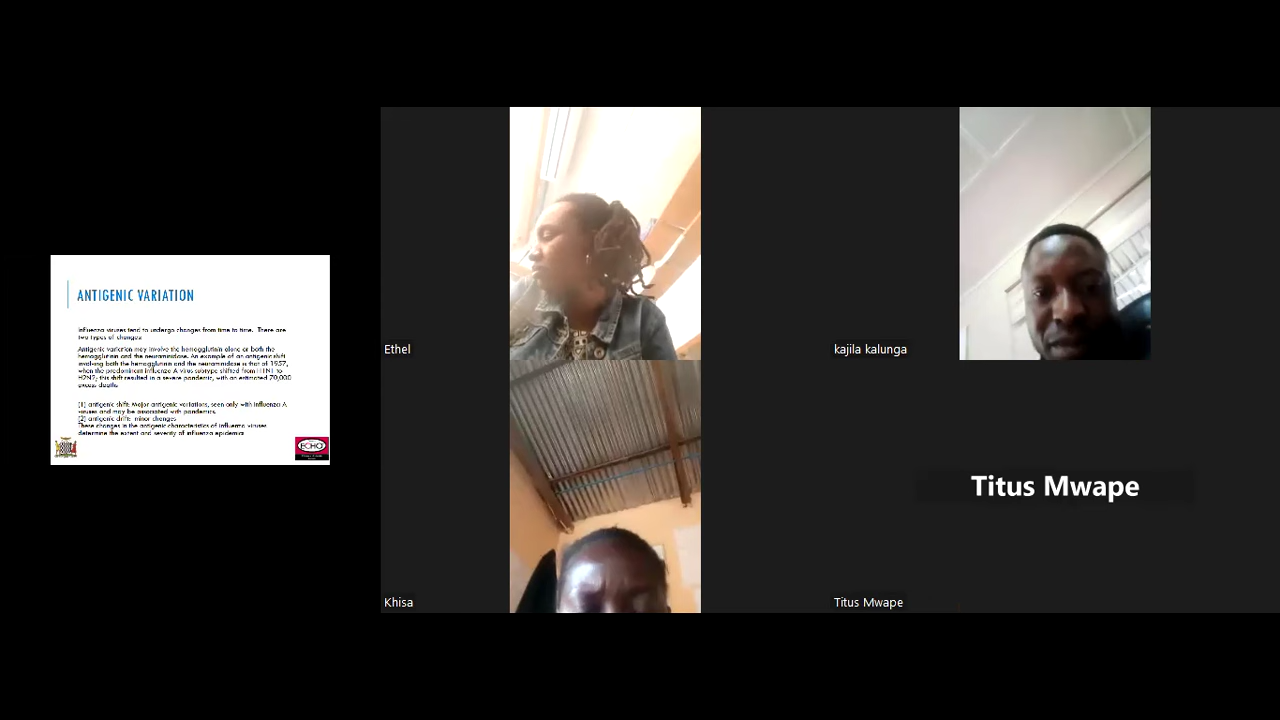 ANTIGENIC VARIATION
Influenza viruses tend to undergo changes from time to time. There are
two types of changes:
Antigenic variation may involve the hemagglutinin alone or both the
hemagglutinin and the neuraminidase. An example of an antigenic shift
involving both the hemagglutinin and the neuraminidase is that of 1957,
when the predominant influenza A virus subtype shifted from H1N1 to
H2N2; this shift resulted in a severe pandemic, with an estimated 70,000
excess deaths
(1) antigenic shift: Major antigenic variations, seen only with influenza A
viruses and may be associated with pandemics.
(2) antigenic drift: minor changes
These changes in the antigenic characteristics of influenza viruses
determine the extent and severity of influenza epidemics
ECHO
Ethel
kajila kalunga
Titus Mwape
Khisa
Titus Mwape